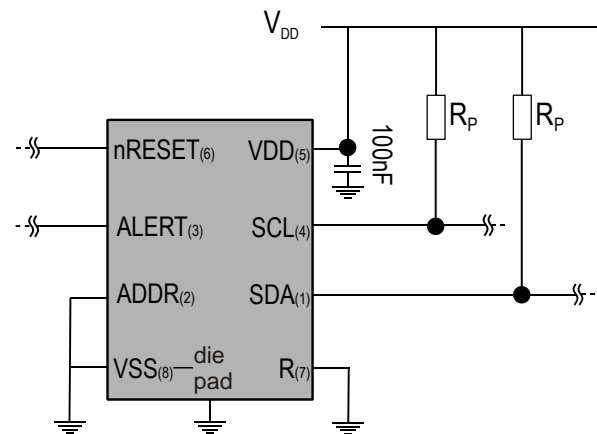 VDD
nRESET(6)
VDD(5)
100nF
RP
RP
ALERT(3)
SCL(4)
ADDR(2)
SDA(1)
VSS(8)
die
pad
R(7)